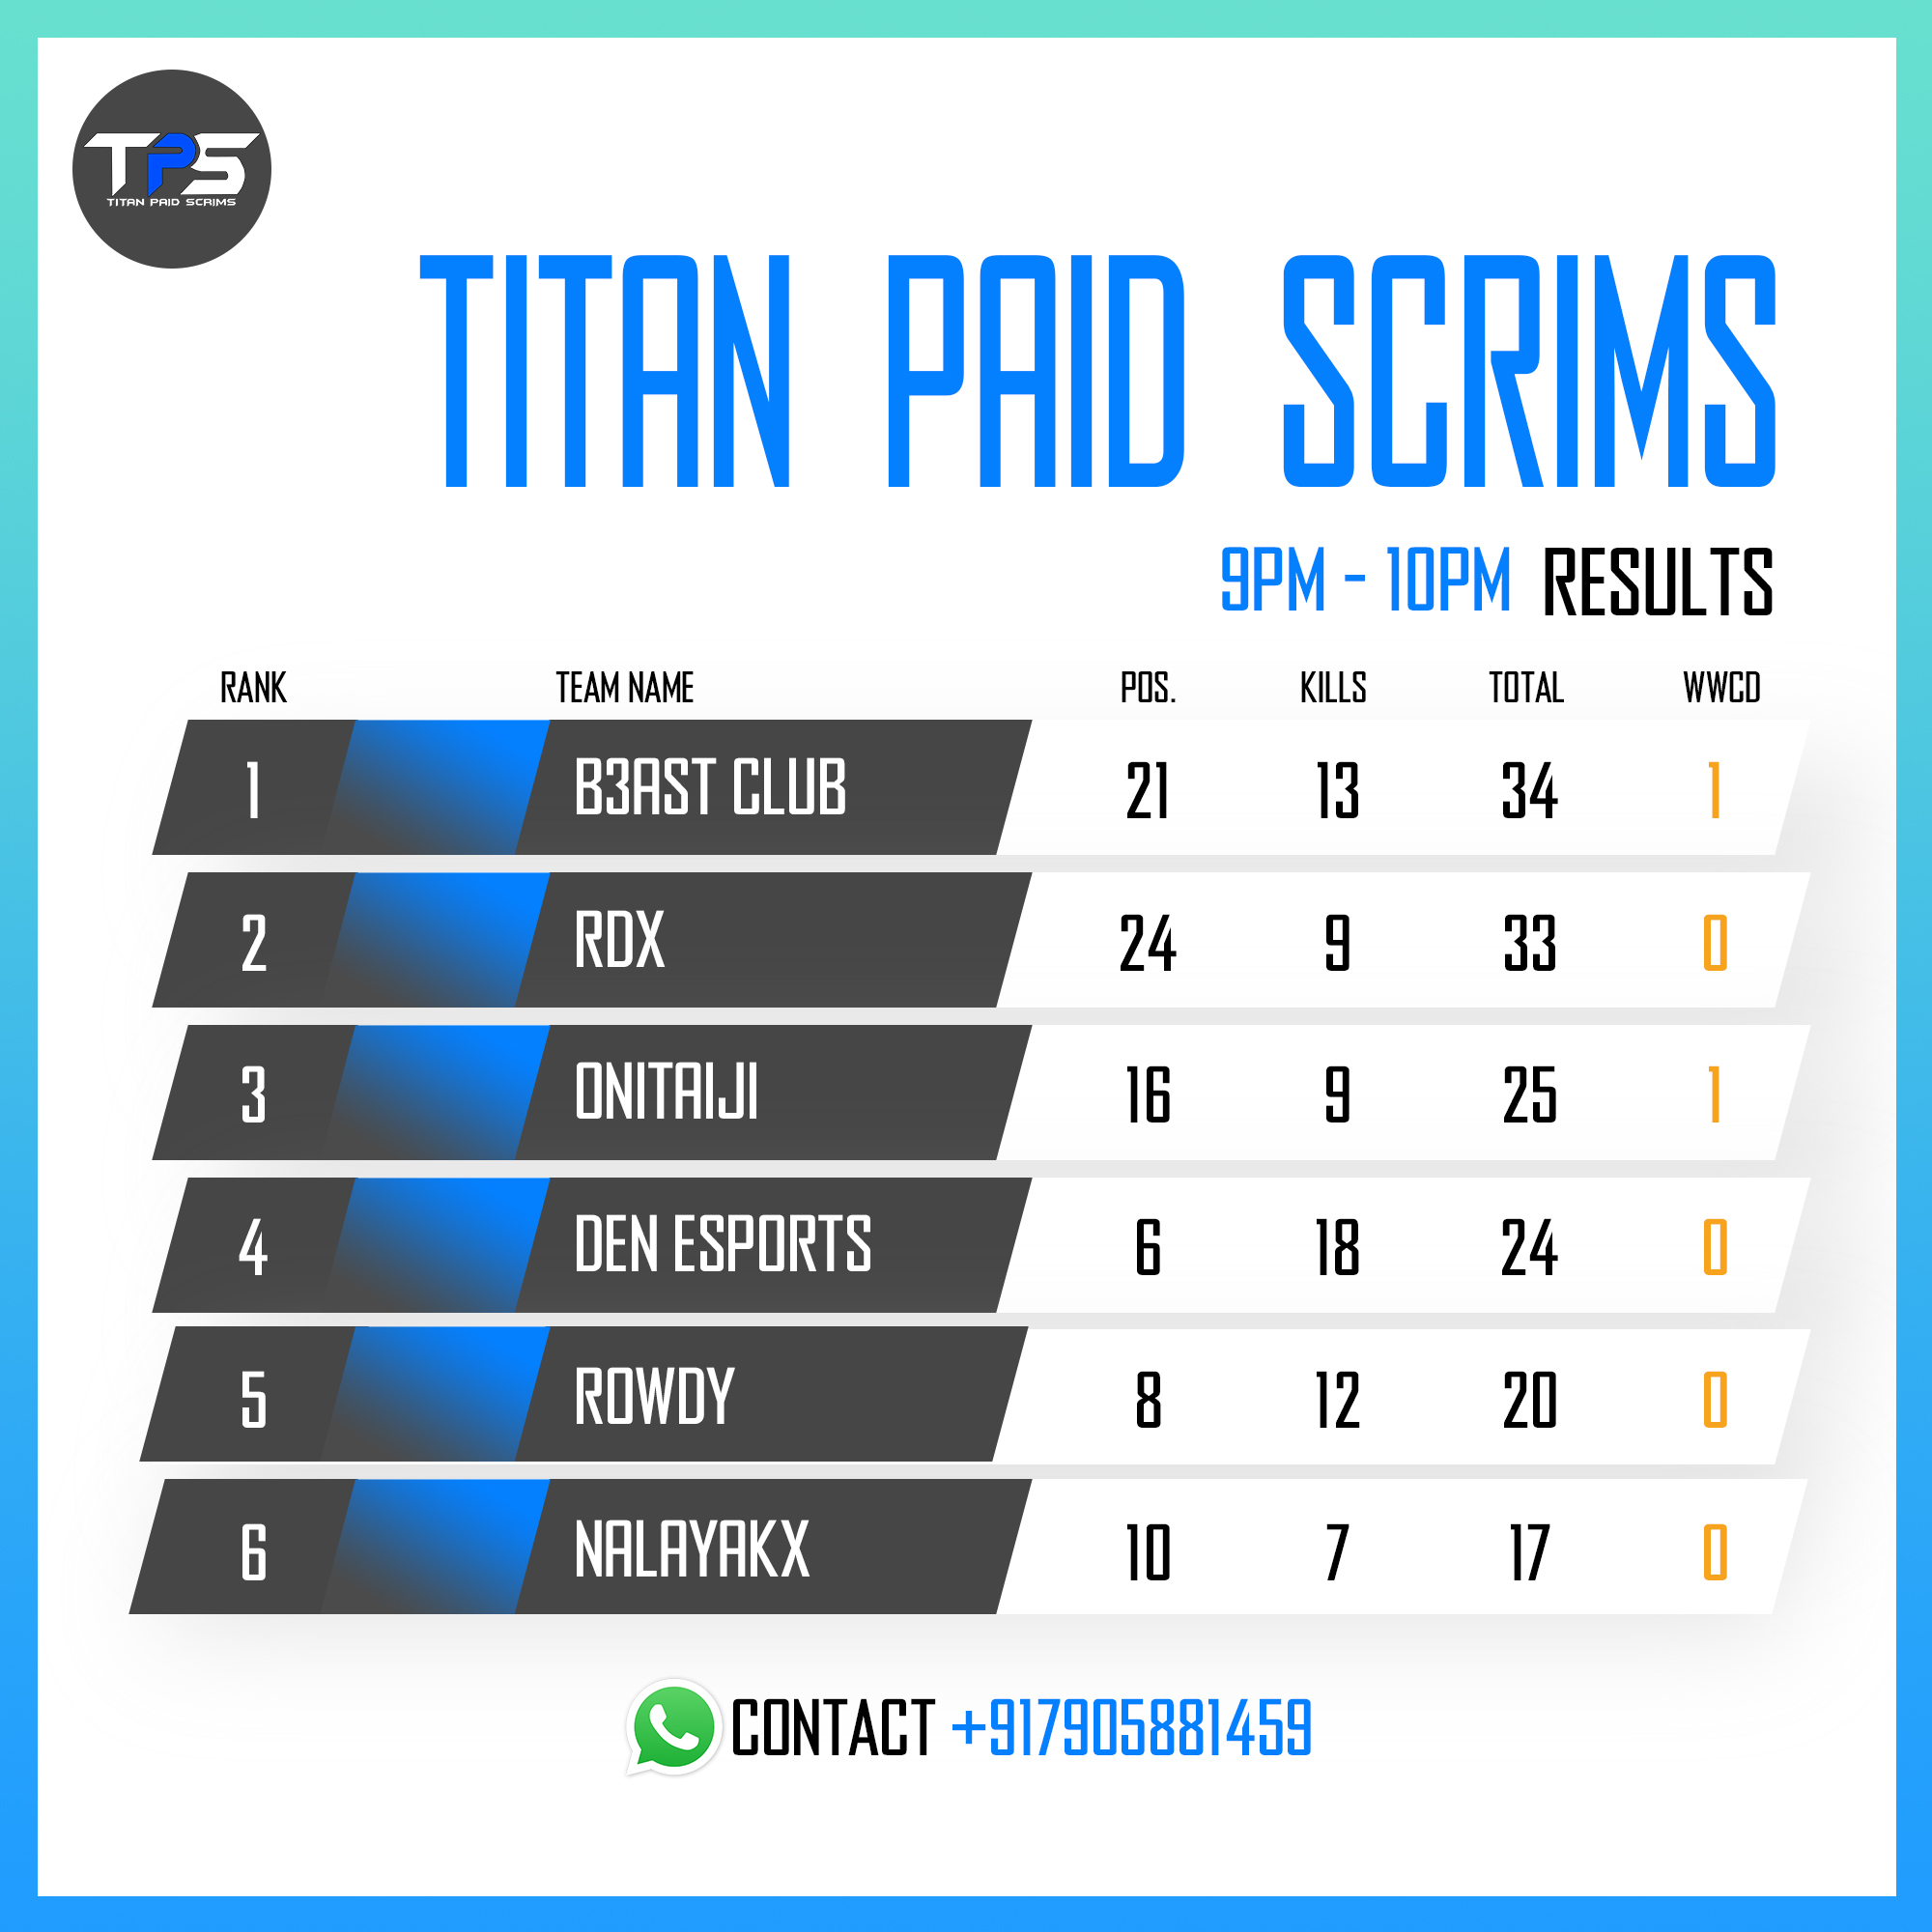 TPS
TITAN PAID SCRIMS
TITAN PAID SCRIMS
9PM - 10PM RESULTS
RANK TEAM NAME POS. KILLS TOTAL WWCD
1 B3AST CLUB 21 13 34 1
2 RDX 24 9 33 0
3 ONITAIJI 16 9 25 1
4 DEN ESPORTS 6 18 24 0
5 ROWDY 8 12 20 0
6 NALAYAKX 10 7 17 0
CONTACT +917905881459